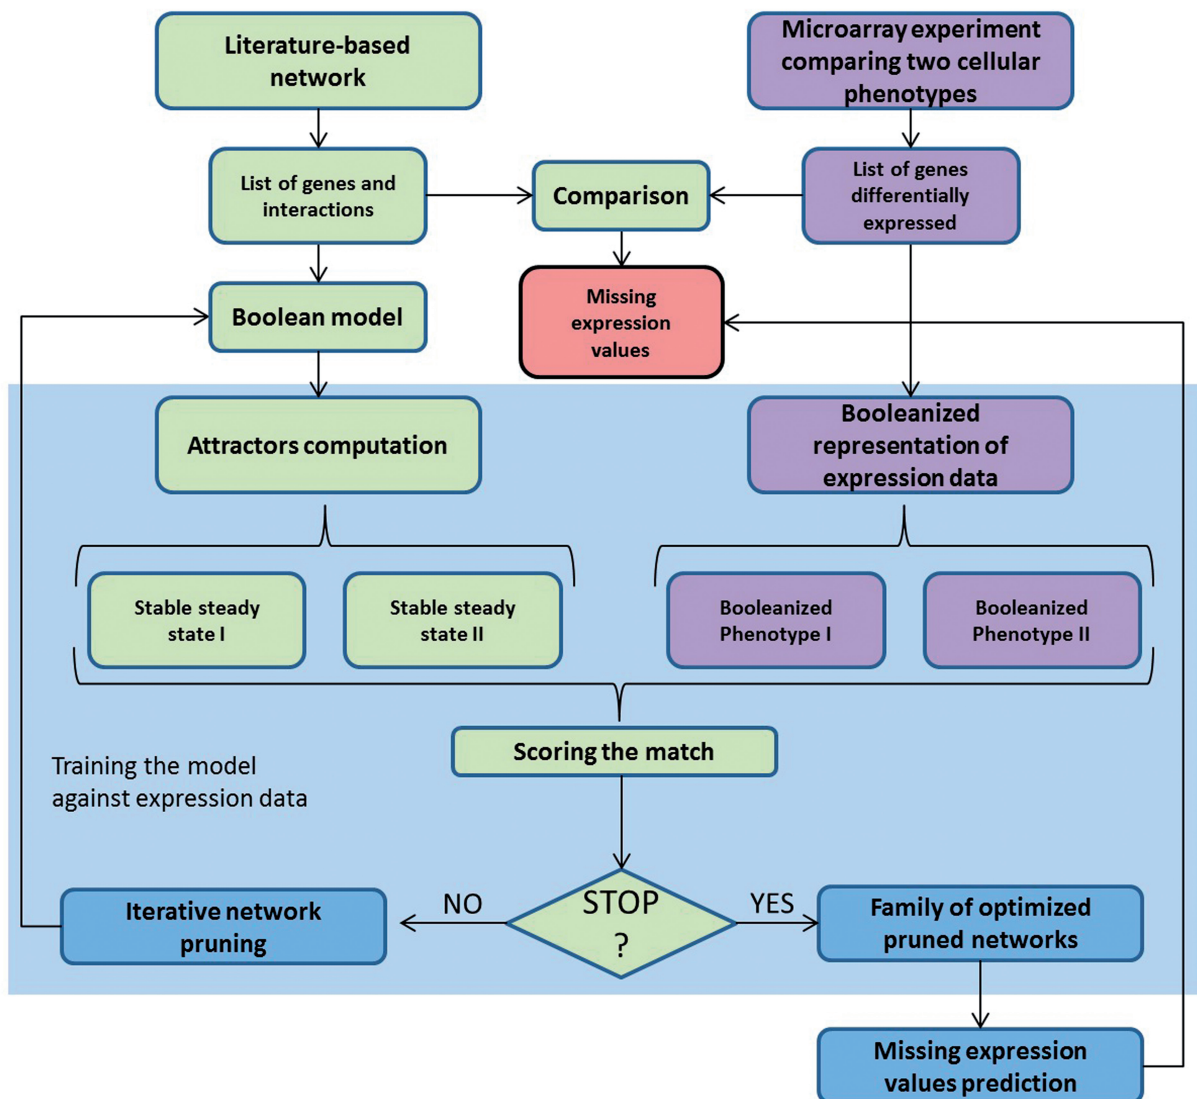 Literature-based
network
Microarray experiment
comparing two cellular
phenotypes
List of genes and
interactions
Comparison
List of genes
differentially
expressed
Boolean model
Missing
expression
values
Attractors computation
Booleanized
representation of
expression data
Stable steady
state I
Stable steady
state II
Booleanized
Phenotype I
Booleanized
Phenotype II
Scoring the match
Training the model
against expression data
Iterative network
pruning
NO
STOP
?
YES
Family of optimized
pruned networks
Missing expression
values prediction